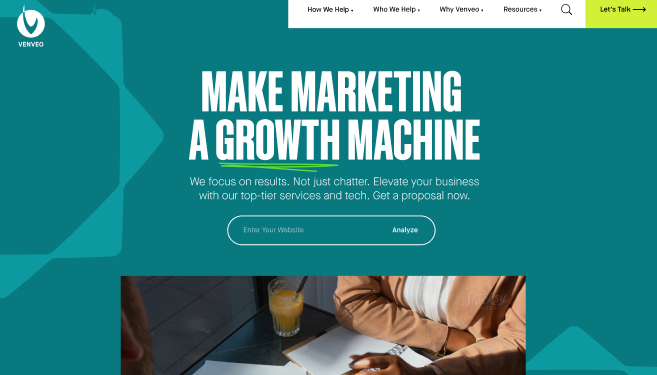 How We Help
Who We Help
Why Venveo
Resources
Let's Talk
VENVEO
MAKE MARKETING
A GROWTH MACHINE
We focus on results. Not just chatter. Elevate your business
with our top-tier services and tech. Get a proposal now.
Enter Your Website
Analyze